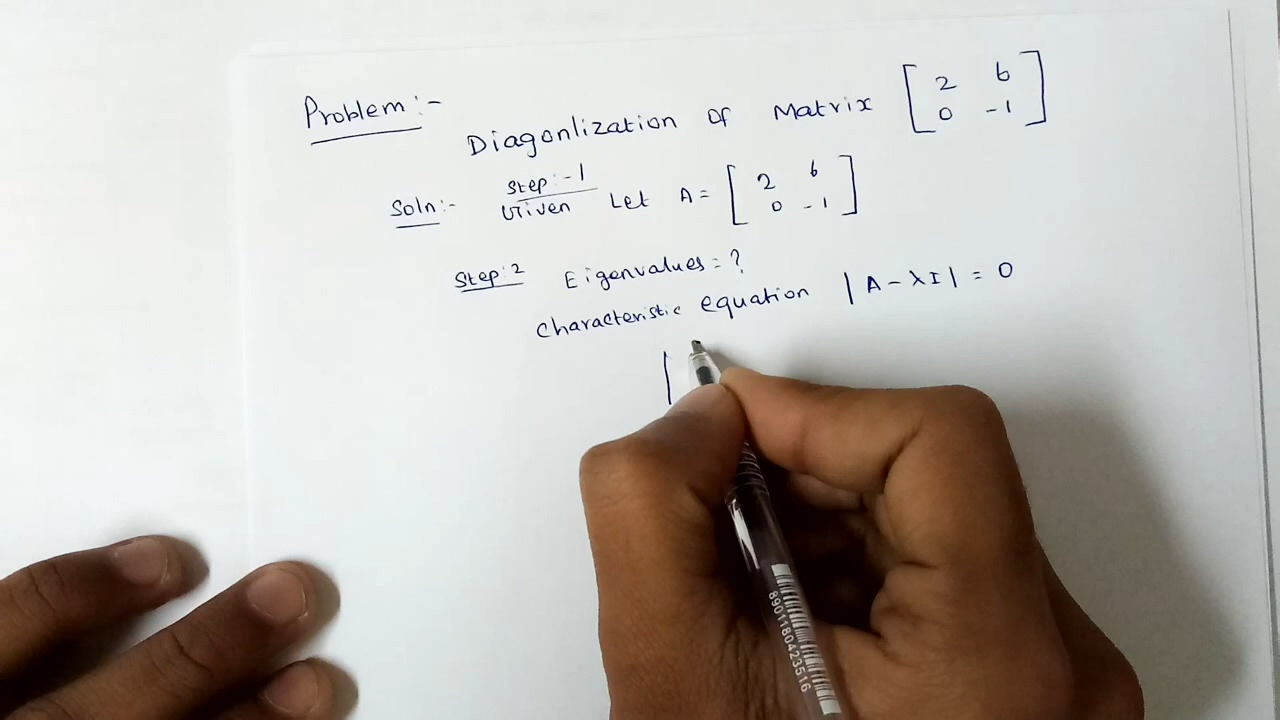 Problem:-
Diagonlization of Matrix [ 2 6
0 -1 ]
Soln:- Step:-1
Given Let A = [ 2 6
0 -1 ]
Step:2 Eigenvalues = ?
Characteristic equation | A - λI | = 0
|
8901180423516